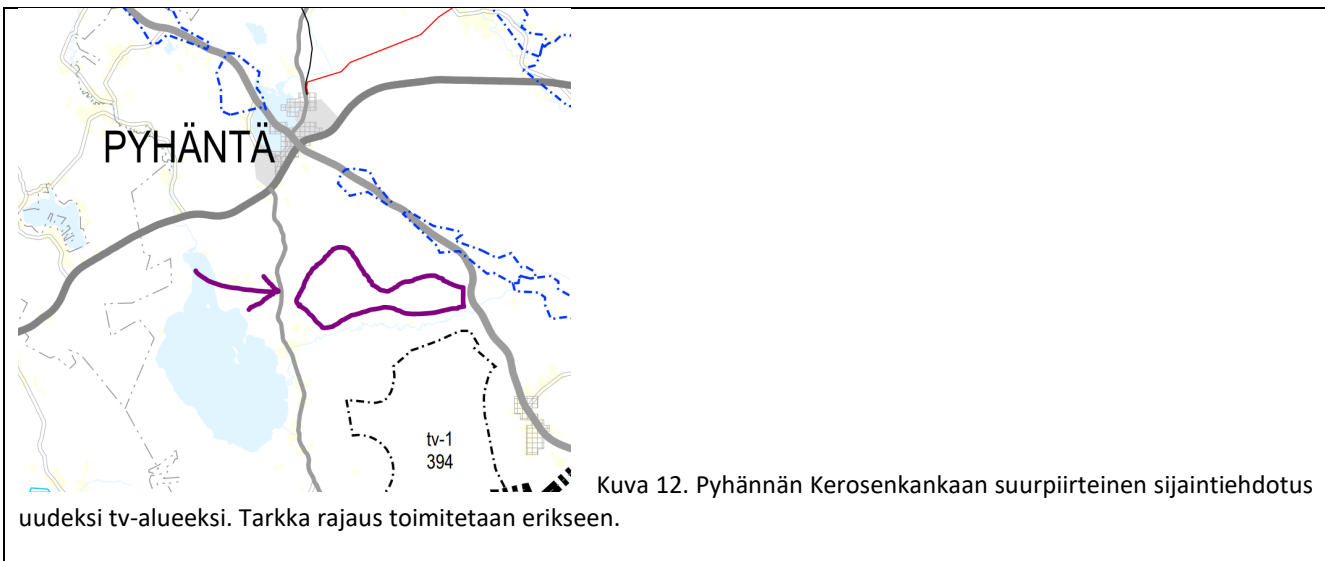 PYHÄNTÄ
tv-1
394
Kuva 12. Pyhännän Kerosenkankaan suurpiirteinen sijaintiehdotus
uudeksi tv-alueeksi. Tarkka rajaus toimitetaan erikseen.